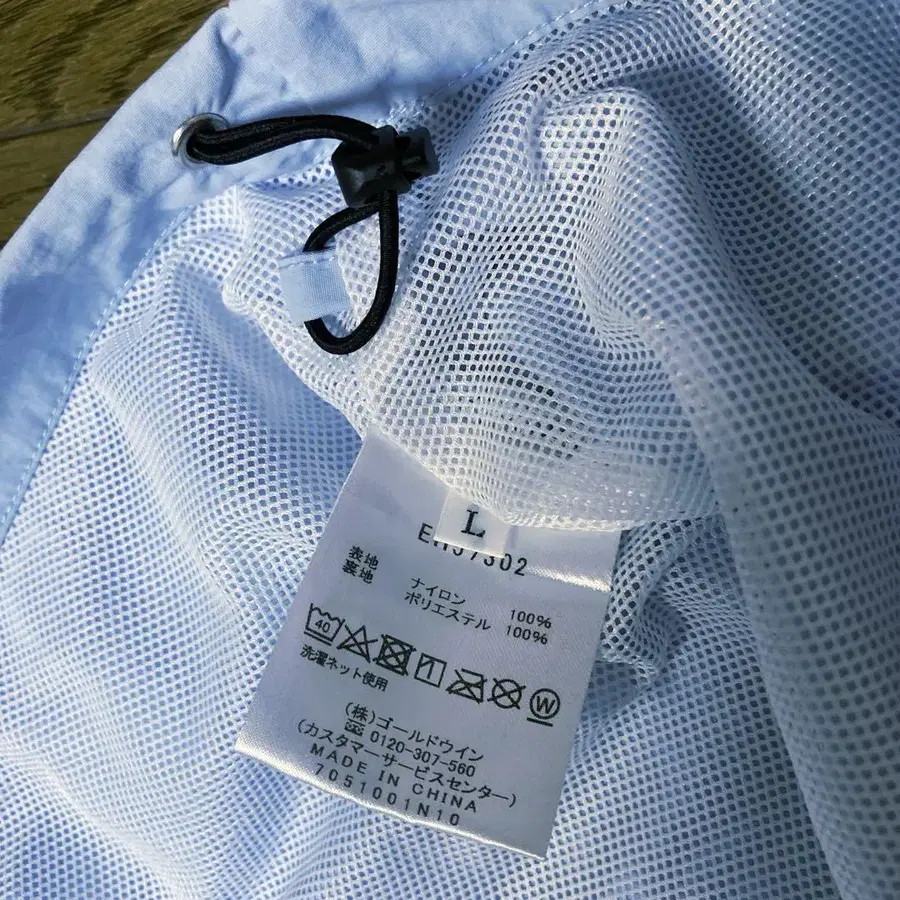 L
表地 ナイロン 100%
裏地 ポリエステル 100%
40 W
洗濯ネット使用
(株)ゴールドウイン
0120-307-560
(カスタマーサービスセンター)
MADE IN CHINA
7051001N10